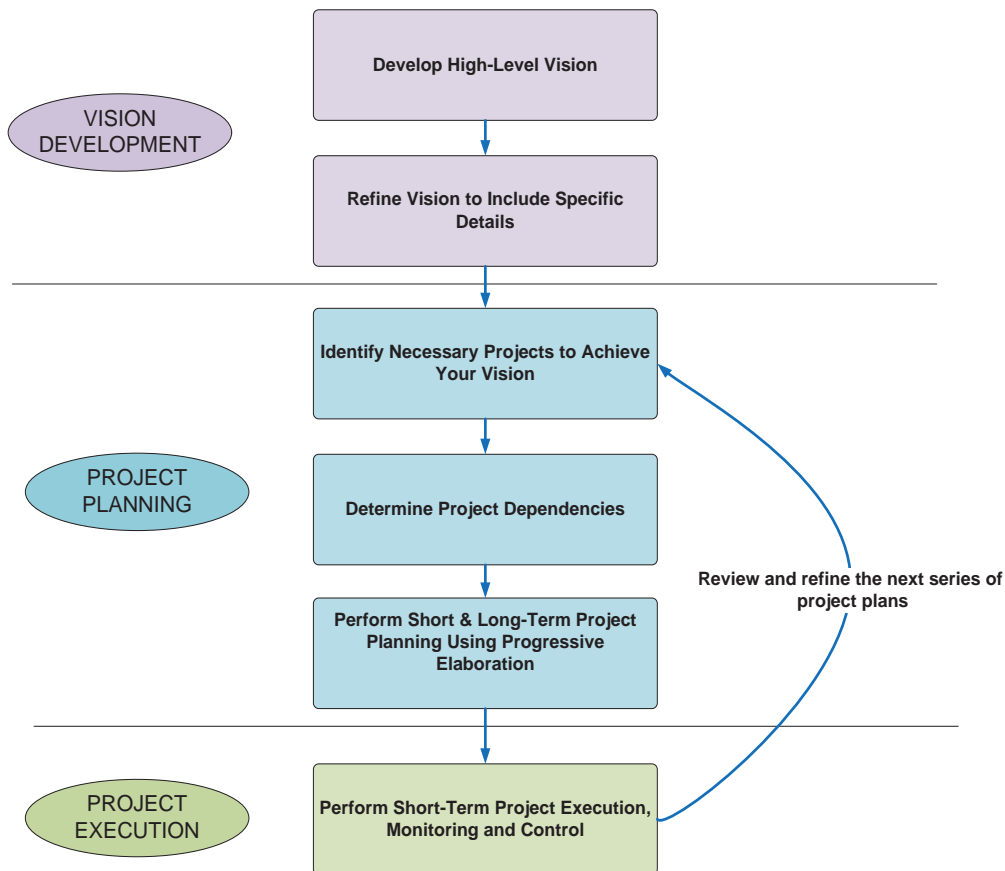 Develop High-Level Vision
VISION
DEVELOPMENT
Refine Vision to Include Specific
Details
Identify Necessary Projects to Achieve
Your Vision
PROJECT
PLANNING
Determine Project Dependencies
Review and refine the next series of
project plans
Perform Short & Long-Term Project
Planning Using Progressive
Elaboration
PROJECT
EXECUTION
Perform Short-Term Project Execution,
Monitoring and Control